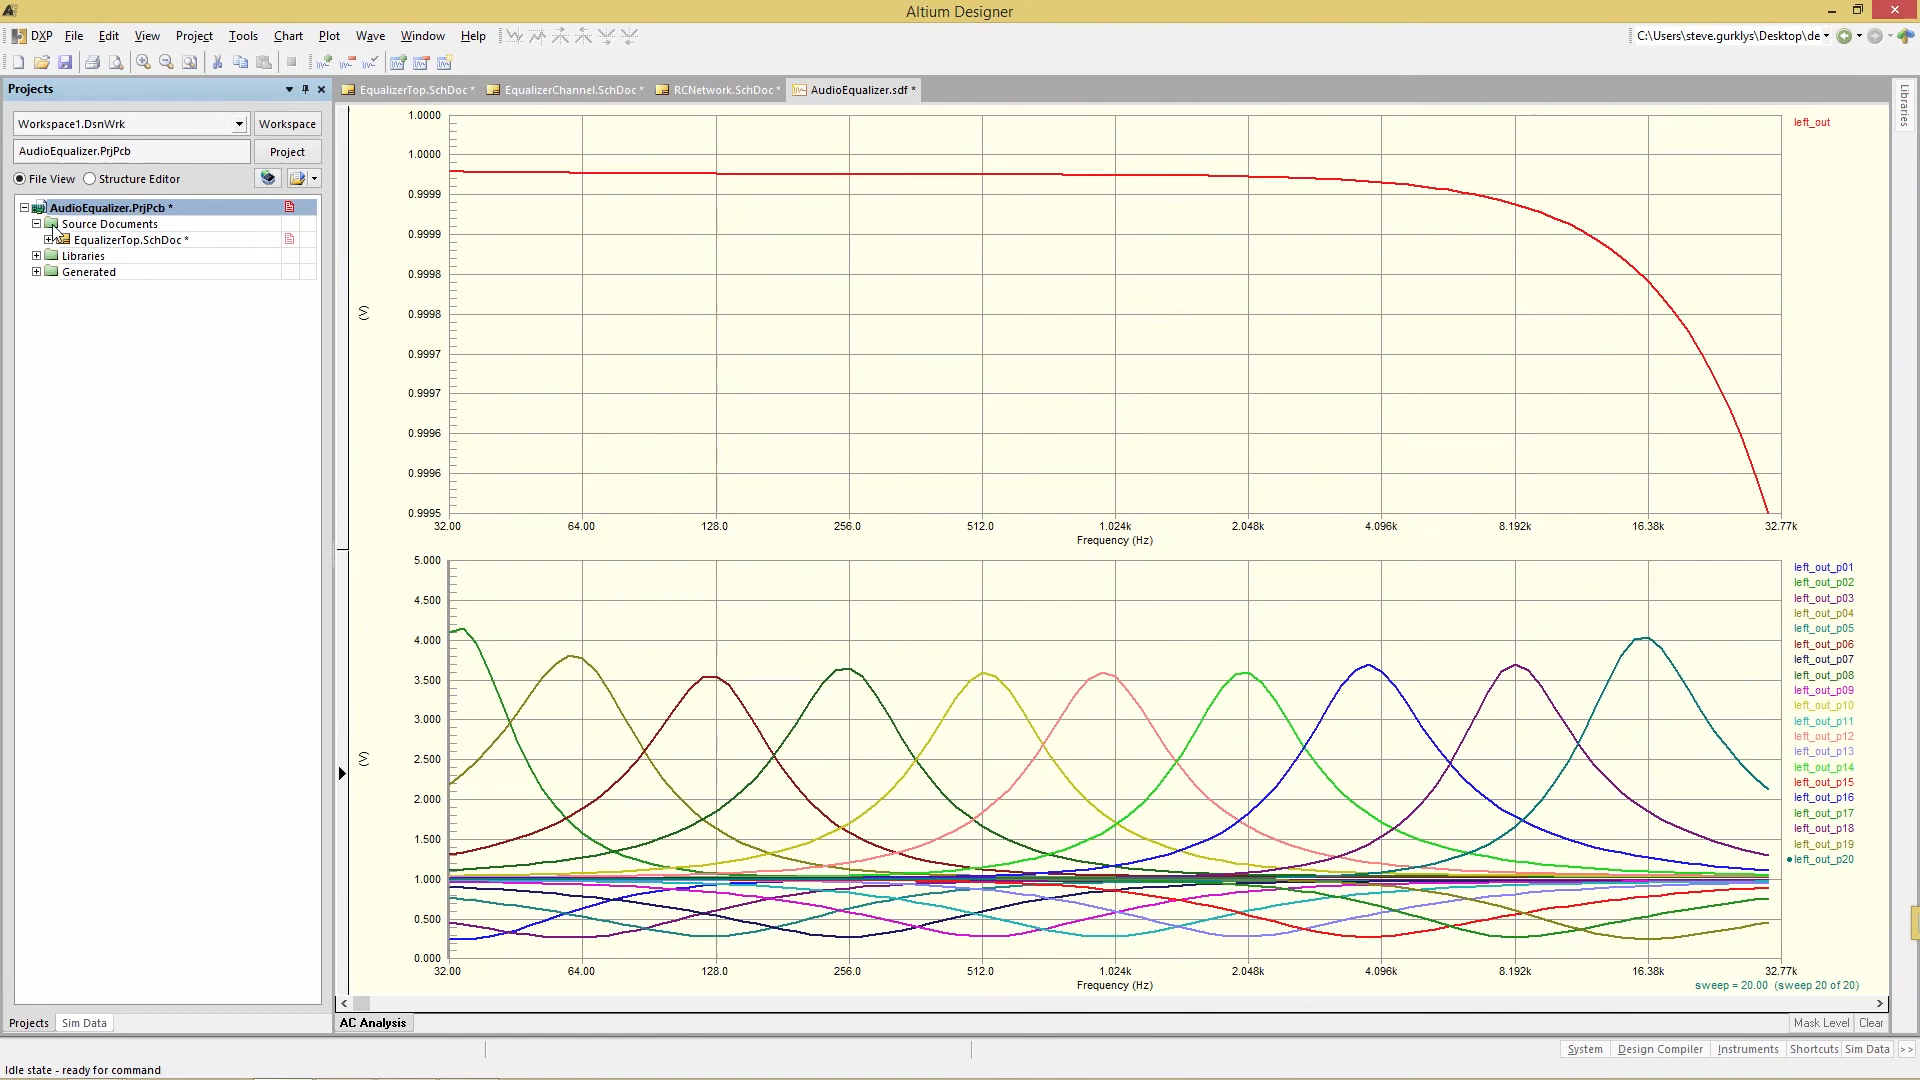 Altium Designer
DXP File Edit View Project Tools Chart Plot Wave Window Help
C:\Users\steve.gurklys\Desktop\de
Projects
EqualizerTop.SchDoc * EqualizerChannel.SchDoc * RCNetwork.SchDoc * AudioEqualizer.sdf *
Libraries
Workspace1.DsnWrk Workspace
AudioEqualizer.PrjPcb Project
File View Structure Editor
AudioEqualizer.PrjPcb *
Source Documents
EqualizerTop.SchDoc *
Libraries
Generated
1.0000
1.0000
0.9999
0.9999
0.9998
0.9998
0.9997
0.9997
0.9996
0.9996
0.9995
(V)
left_out
32.00 64.00 128.0 256.0 512.0 1.024k 2.048k 4.096k 8.192k 16.38k 32.77k
Frequency (Hz)
5.000
4.500
4.000
3.500
3.000
2.500
2.000
1.500
1.000
0.500
0.000
(V)
left_out_p01
left_out_p02
left_out_p03
left_out_p04
left_out_p05
left_out_p06
left_out_p07
left_out_p08
left_out_p09
left_out_p10
left_out_p11
left_out_p12
left_out_p13
left_out_p14
left_out_p15
left_out_p16
left_out_p17
left_out_p18
left_out_p19
left_out_p20
32.00 64.00 128.0 256.0 512.0 1.024k 2.048k 4.096k 8.192k 16.38k 32.77k
Frequency (Hz)
sweep = 20.00 (sweep 20 of 20)
Projects Sim Data
AC Analysis
Mask Level Clear
System Design Compiler Instruments Shortcuts Sim Data >>
Idle state - ready for command